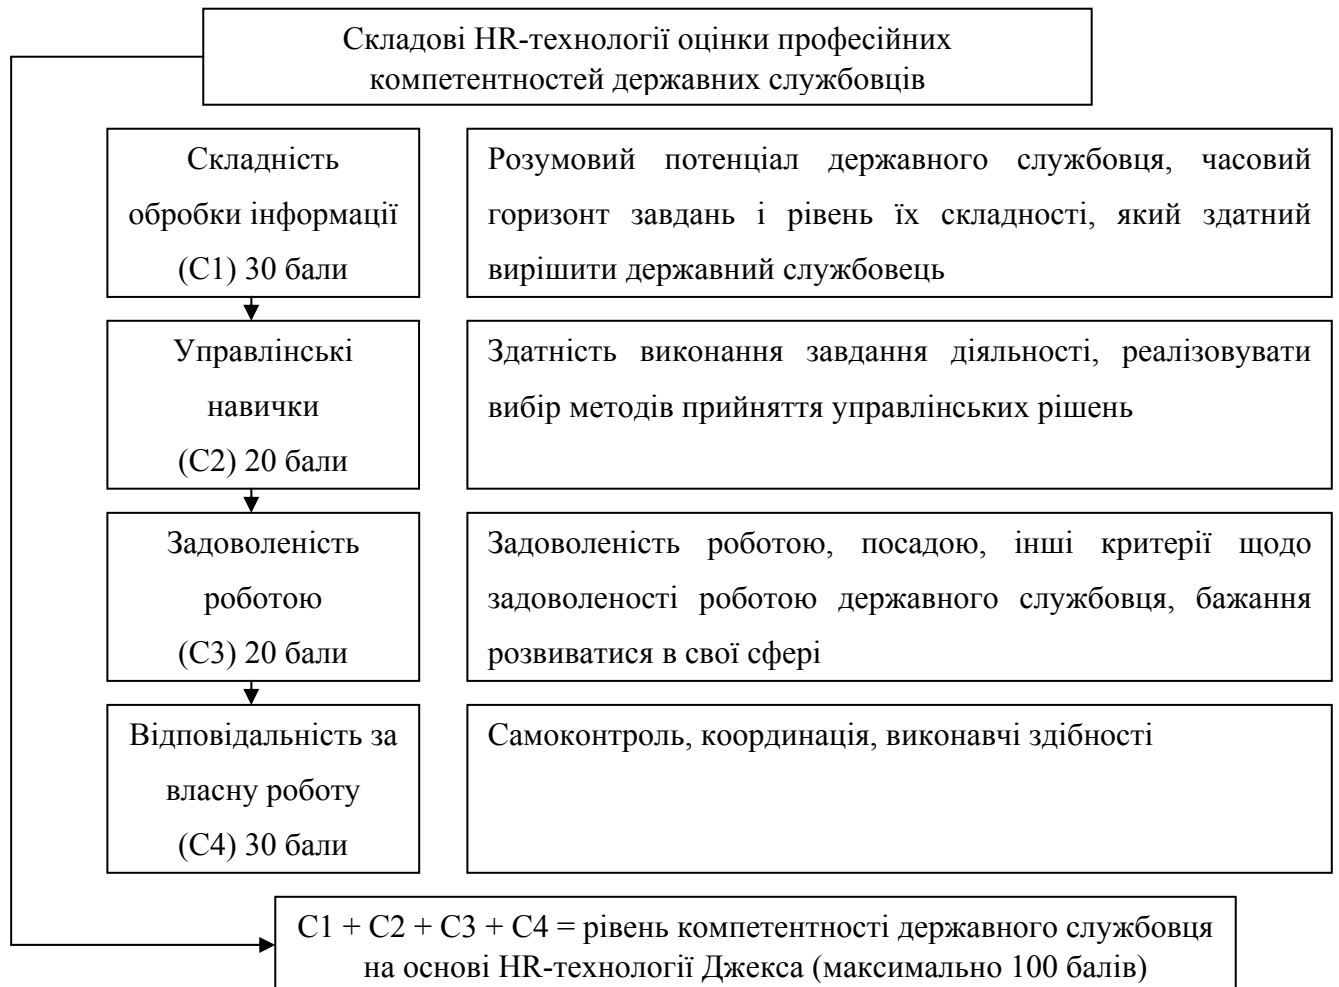 Складові HR-технології оцінки професійних
компетентностей державних службовців
Складність
обробки інформації
(С1) 30 бали
Розумовий потенціал державного службовця, часовий
горизонт завдань і рівень їх складності, який здатний
вирішити державний службовець
Управлінські
навички
(С2) 20 бали
Здатність виконання завдання діяльності, реалізовувати
вибір методів прийняття управлінських рішень
Задоволеність
роботою
(С3) 20 бали
Задоволеність роботою, посадою, інші критерії щодо
задоволеності роботою державного службовця, бажання
розвиватися в свої сфері
Відповідальність за
власну роботу
(С4) 30 бали
Самоконтроль, координація, виконавчі здібності
С1 + С2 + С3 + С4 = рівень компетентності державного службовця
на основі HR-технології Джекса (максимально 100 балів)